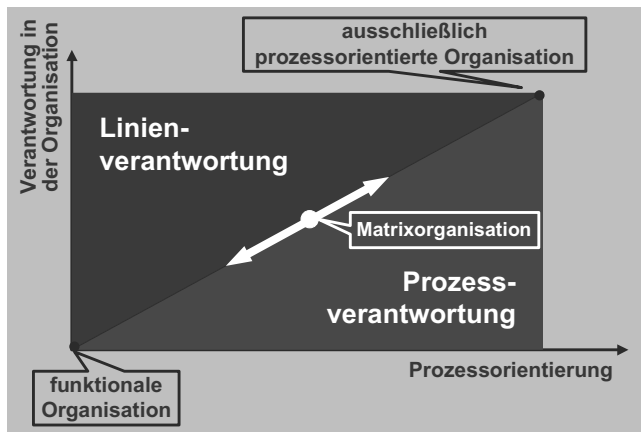 Verantwortung in
der Organisation
ausschließlich
prozessorientierte Organisation
Linien-
verantwortung
Matrixorganisation
Prozess-
verantwortung
funktionale
Organisation
Prozessorientierung